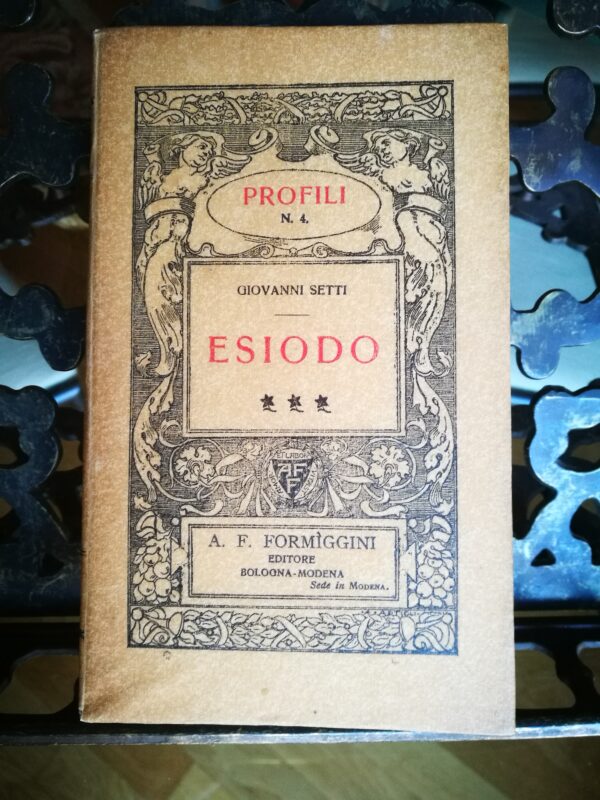 PROFILI
N. 4.
GIOVANNI SETTI
ESIODO
A F
F
A. F. FORMÌGGINI
EDITORE
BOLOGNA-MODENA
Sede in MODENA.